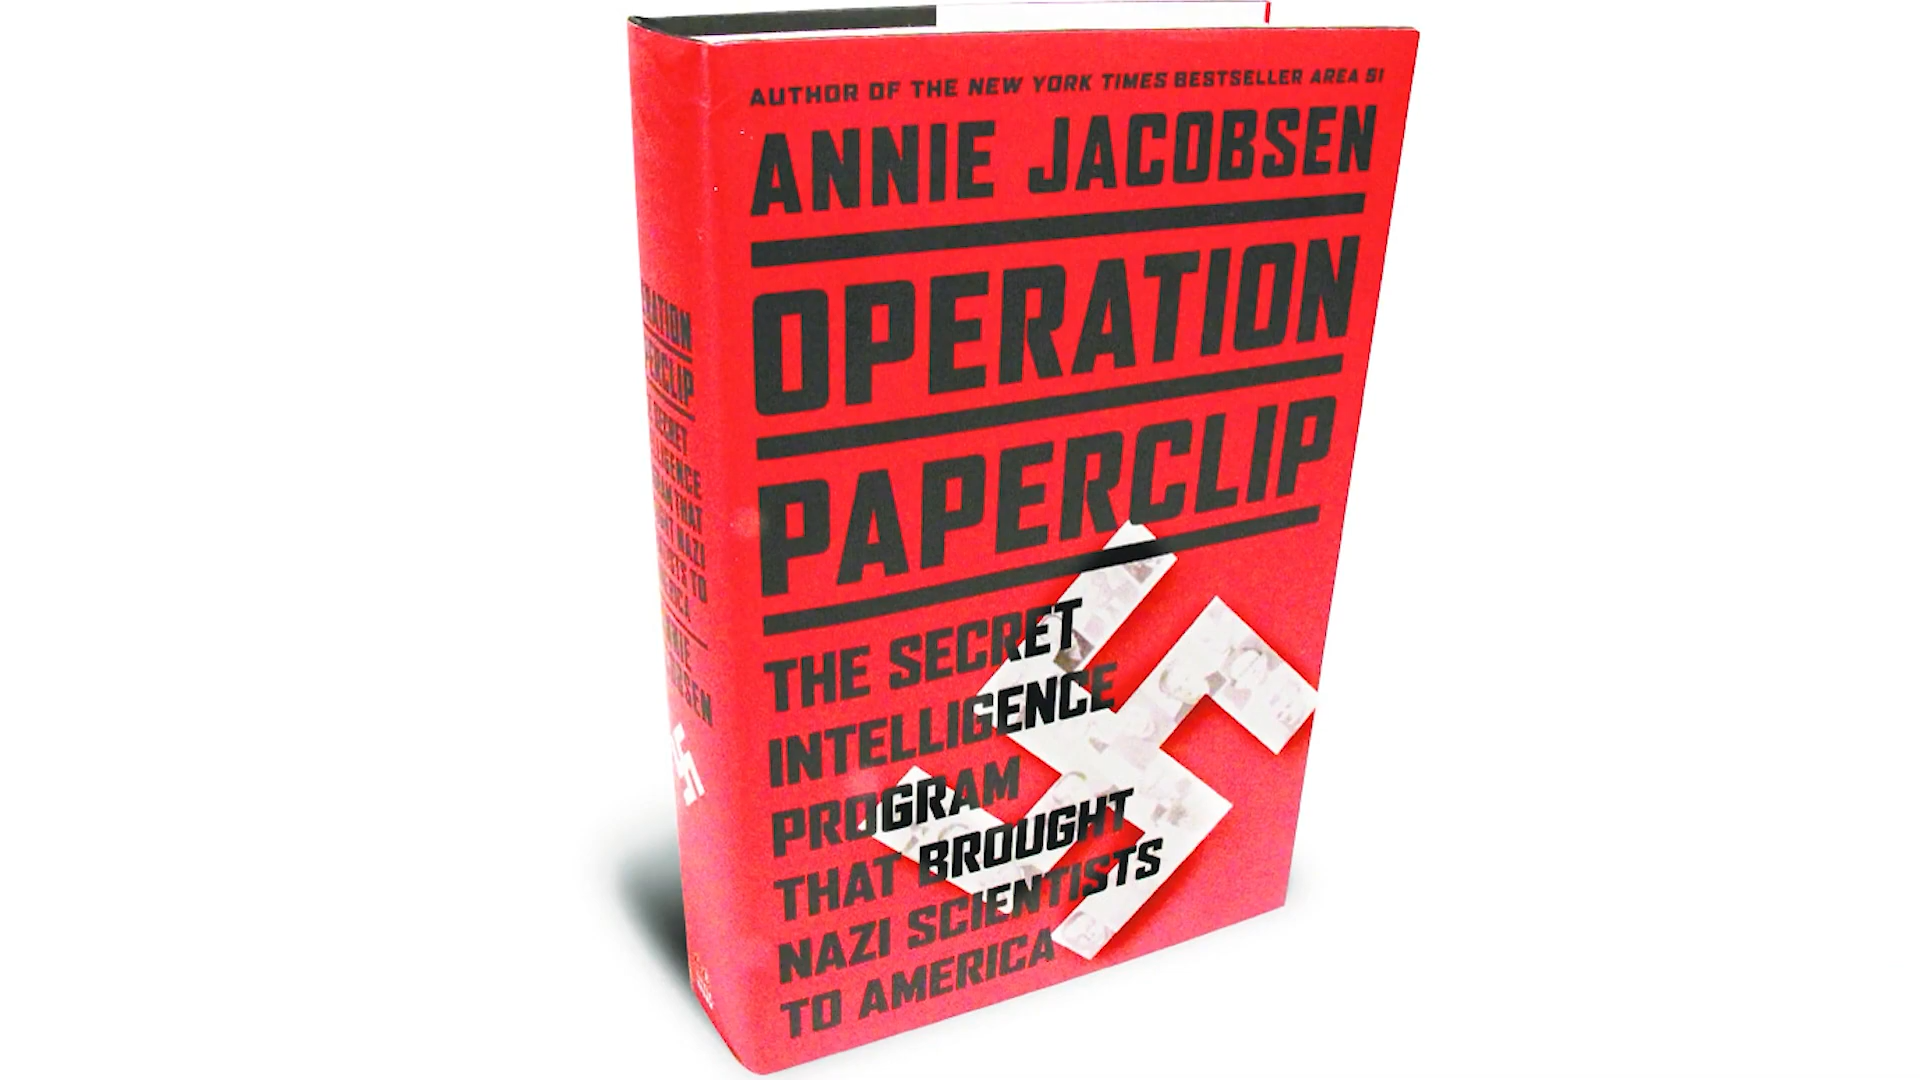 AUTHOR OF THE NEW YORK TIMES BESTSELLER AREA 51
ANNIE JACOBSEN
OPERATION
PAPERCLIP
THE SECRET
INTELLIGENCE
PROGRAM
THAT BROUGHT
NAZI SCIENTISTS
TO AMERICA